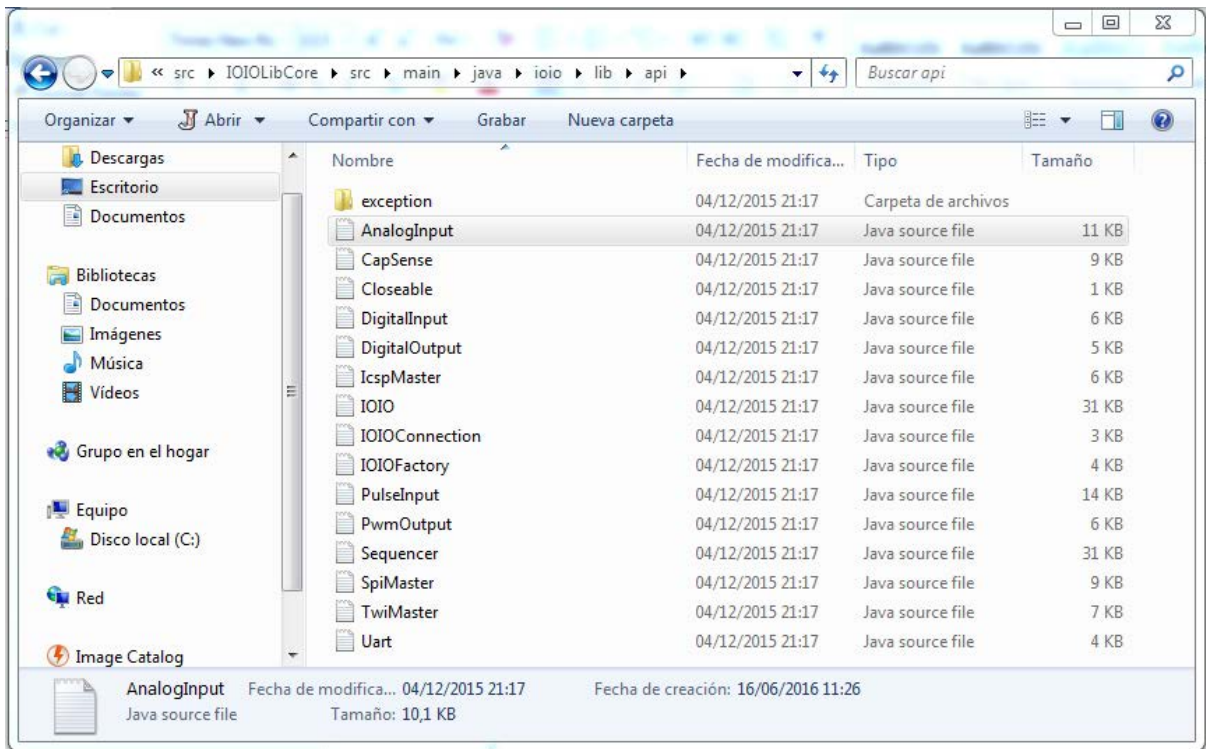 « src ▸ IOIOLibCore ▸ src ▸ main ▸ java ▸ ioio ▸ lib ▸ api ▸ Buscar api
Organizar Abrir Compartir con Grabar Nueva carpeta
Descargas
Escritorio
Documentos
Bibliotecas
Documentos
Imágenes
Música
Vídeos
Grupo en el hogar
Equipo
Disco local (C:)
Red
Image Catalog
Nombre Fecha de modifica... Tipo Tamaño
exception 04/12/2015 21:17 Carpeta de archivos
AnalogInput 04/12/2015 21:17 Java source file 11 KB
CapSense 04/12/2015 21:17 Java source file 9 KB
Closeable 04/12/2015 21:17 Java source file 1 KB
DigitalInput 04/12/2015 21:17 Java source file 6 KB
DigitalOutput 04/12/2015 21:17 Java source file 5 KB
IcspMaster 04/12/2015 21:17 Java source file 6 KB
IOIO 04/12/2015 21:17 Java source file 31 KB
IOIOConnection 04/12/2015 21:17 Java source file 3 KB
IOIOFactory 04/12/2015 21:17 Java source file 4 KB
PulseInput 04/12/2015 21:17 Java source file 14 KB
PwmOutput 04/12/2015 21:17 Java source file 6 KB
Sequencer 04/12/2015 21:17 Java source file 31 KB
SpiMaster 04/12/2015 21:17 Java source file 9 KB
TwiMaster 04/12/2015 21:17 Java source file 7 KB
Uart 04/12/2015 21:17 Java source file 4 KB
AnalogInput Fecha de modifica... 04/12/2015 21:17 Fecha de creación: 16/06/2016 11:26
Java source file Tamaño: 10,1 KB